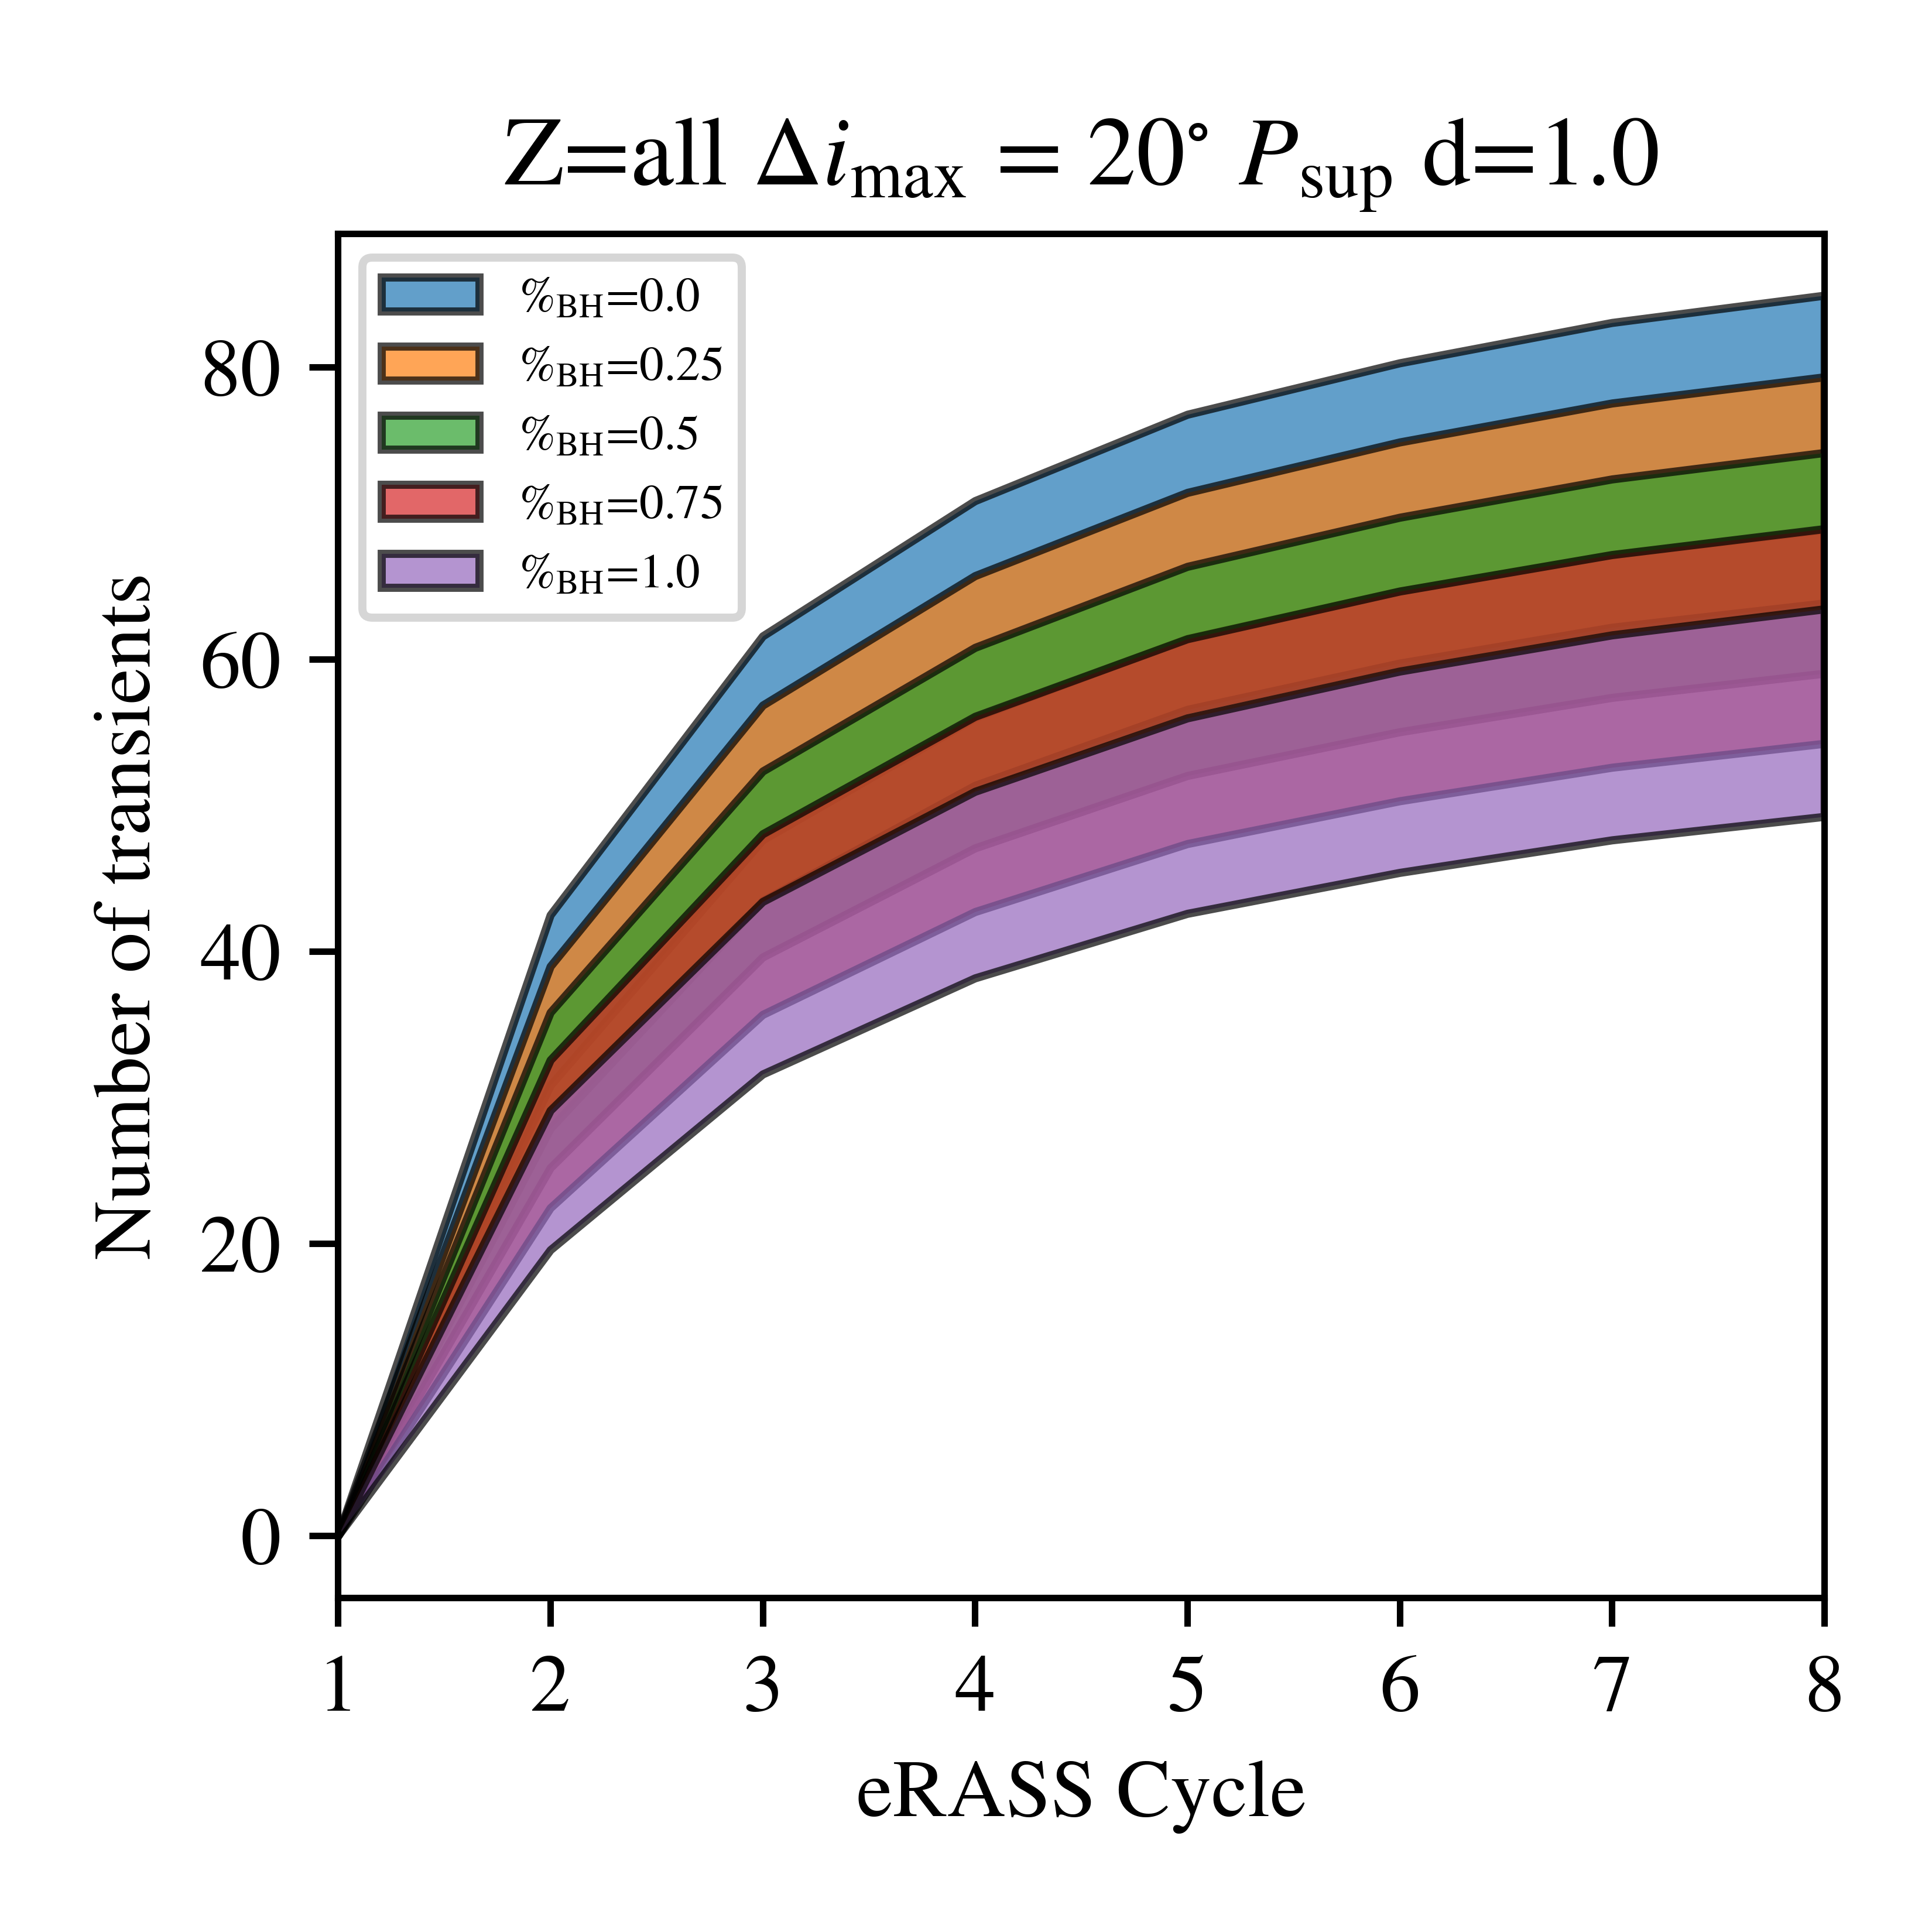 Z=all Δi_max = 20° P_sup d=1.0
%BH=0.0
%BH=0.25
%BH=0.5
%BH=0.75
%BH=1.0
Number of transients
80
60
40
20
0
1 2 3 4 5 6 7 8
eRASS Cycle